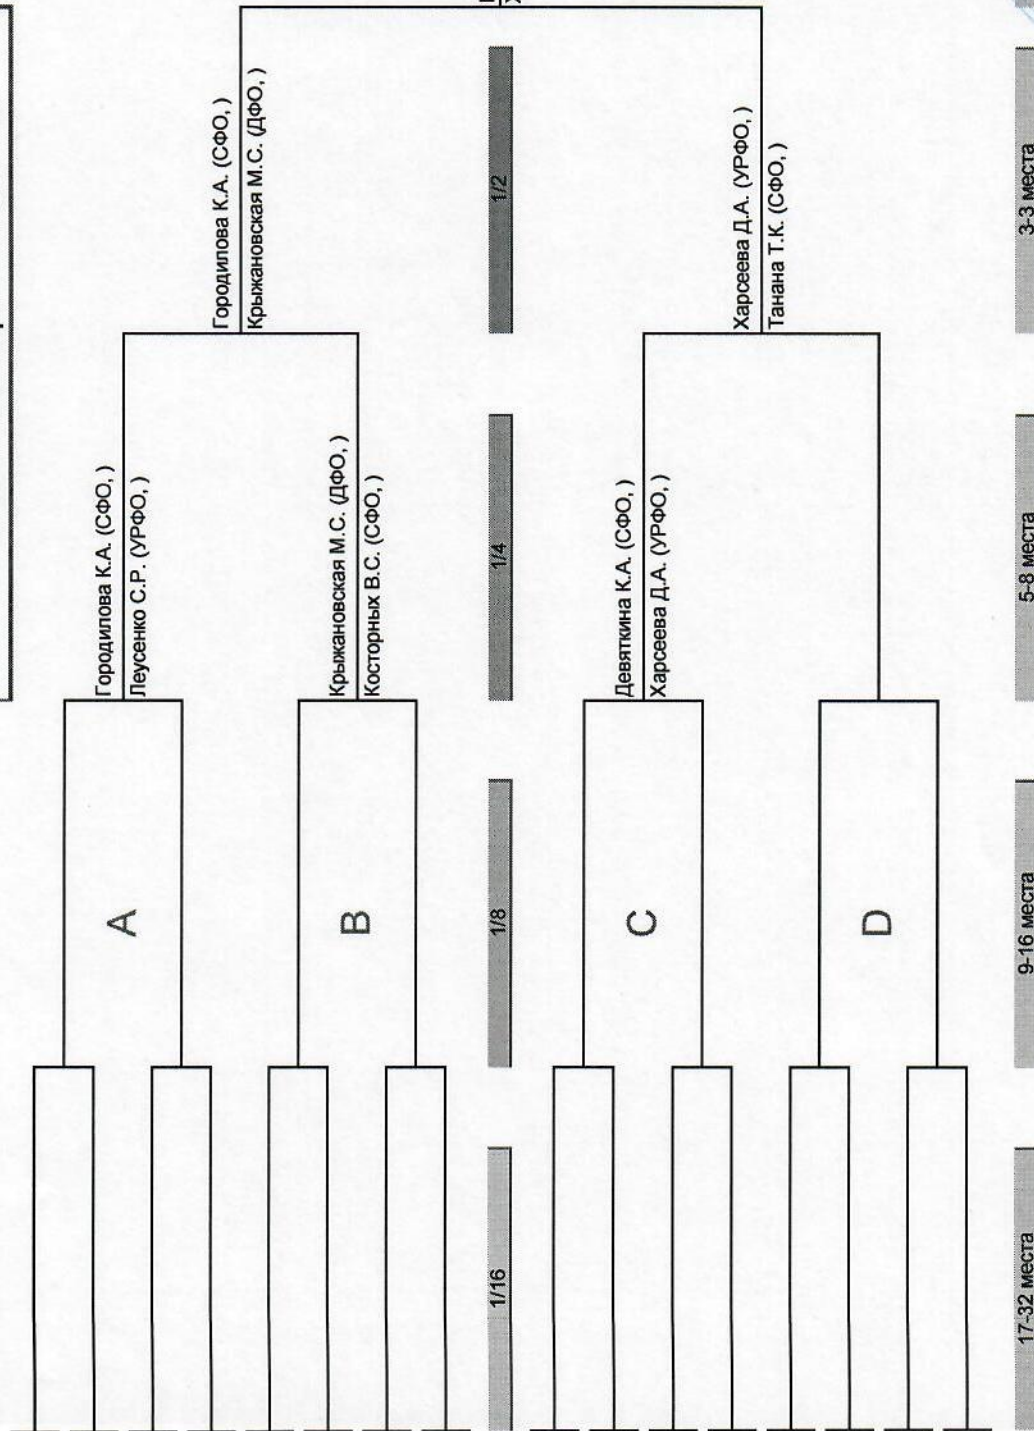 Городилова К.А. (СФО, )
Крыжановская М.С. (ДФО, )
Городилова К.А. (СФО, )
Леусенко С.Р. (УРФО, )
Крыжановская М.С. (ДФО, )
Косторных В.С. (СФО, )
A
B
1/16
1/8
1/4
1/2
Харсеева Д.А. (УРФО, )
Танана Т.К. (СФО, )
Девяткина К.А. (СФО, )
Харсеева Д.А. (УРФО, )
C
D
17-32 места
9-16 места
5-8 места
3-3 места